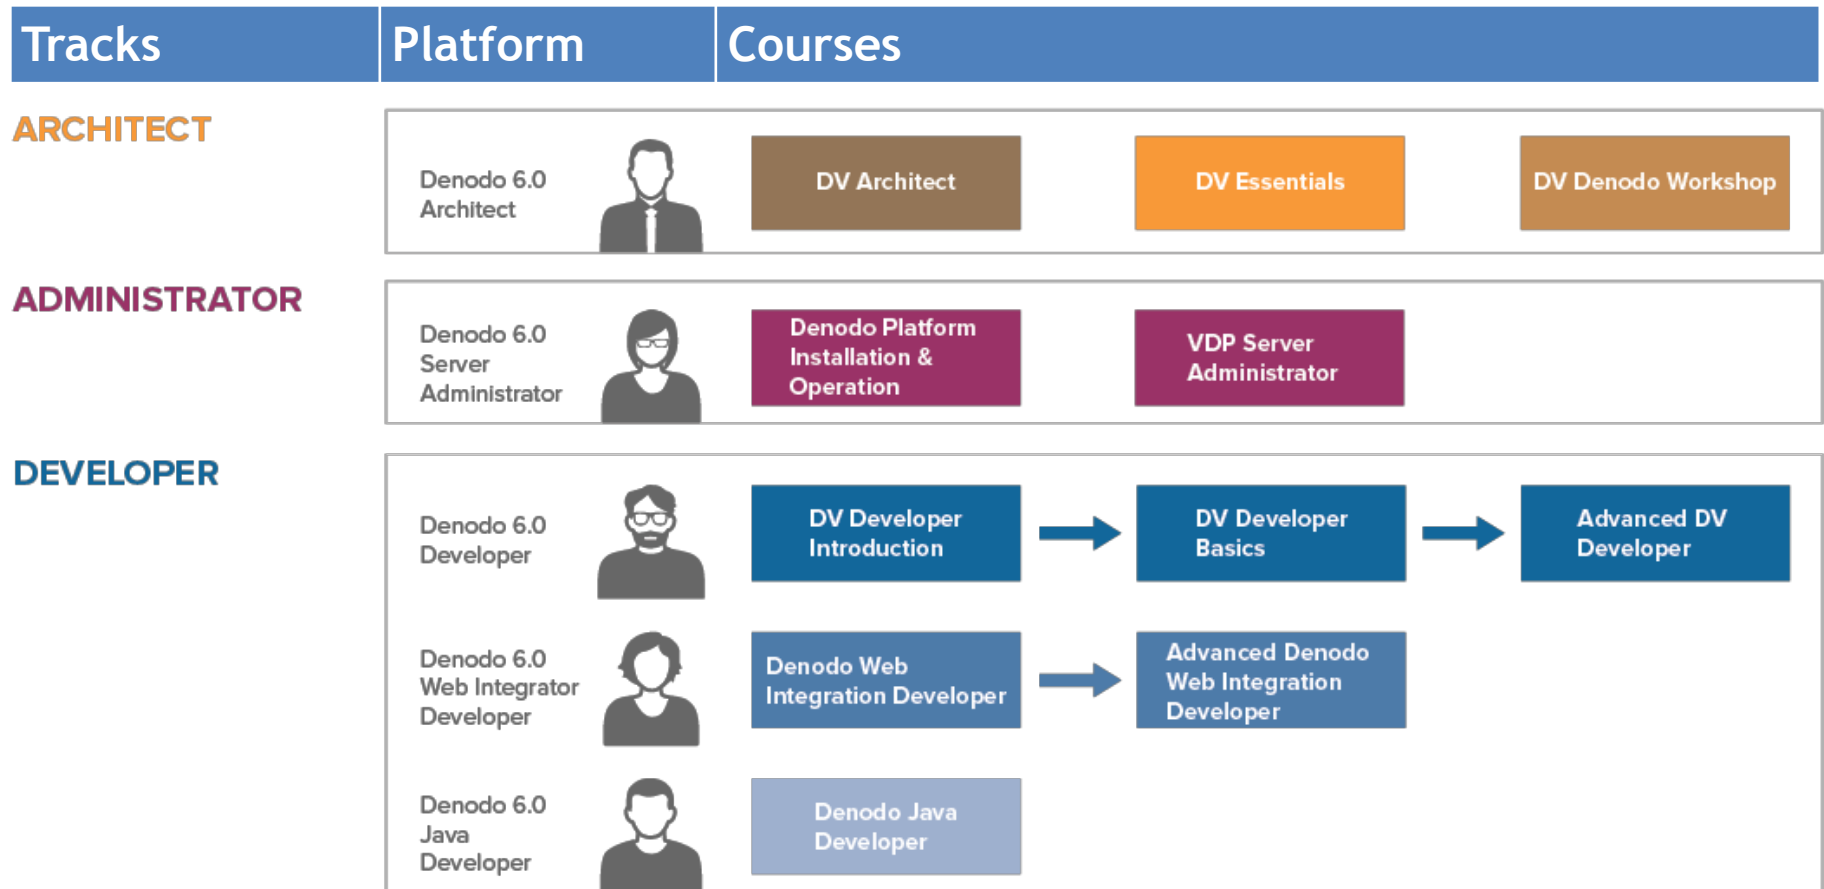 Tracks
Platform
Courses
ARCHITECT
Denodo 6.0
Architect
DV Architect
DV Essentials
DV Denodo Workshop
ADMINISTRATOR
Denodo 6.0
Server
Administrator
Denodo Platform
Installation &
Operation
VDP Server
Administrator
DEVELOPER
Denodo 6.0
Developer
DV Developer
Introduction
DV Developer
Basics
Advanced DV
Developer
Denodo 6.0
Web Integrator
Developer
Denodo Web
Integration Developer
Advanced Denodo
Web Integration
Developer
Denodo 6.0
Java
Developer
Denodo Java
Developer